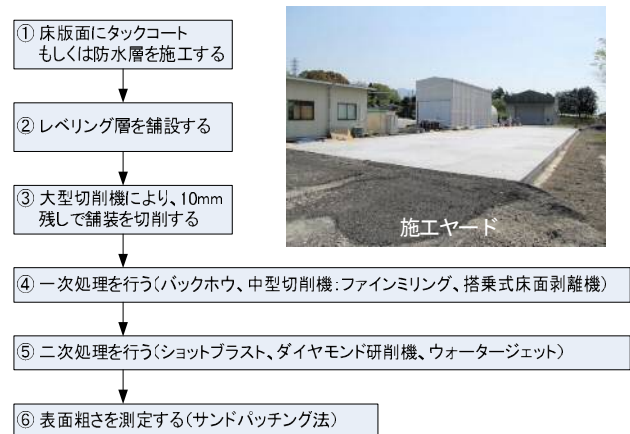 ① 床版面にタックコート
もしくは防水層を施工する
② レベリング層を舗設する
③ 大型切削機により、10mm
残しで舗装を切削する
施工ヤード
④ 一次処理を行う(バックホウ、中型切削機:ファインミリング、搭乗式床面剥離機)
⑤ 二次処理を行う(ショットブラスト、ダイヤモンド研削機、ウォータージェット)
⑥ 表面粗さを測定する(サンドパッチング法)